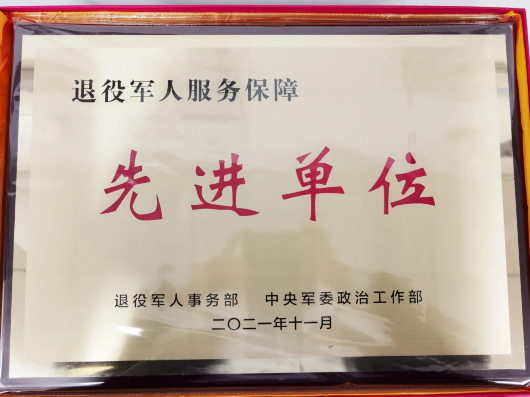 退役军人服务保障
先进单位
退役军人事务部 中央军委政治工作部
二〇二一年十一月